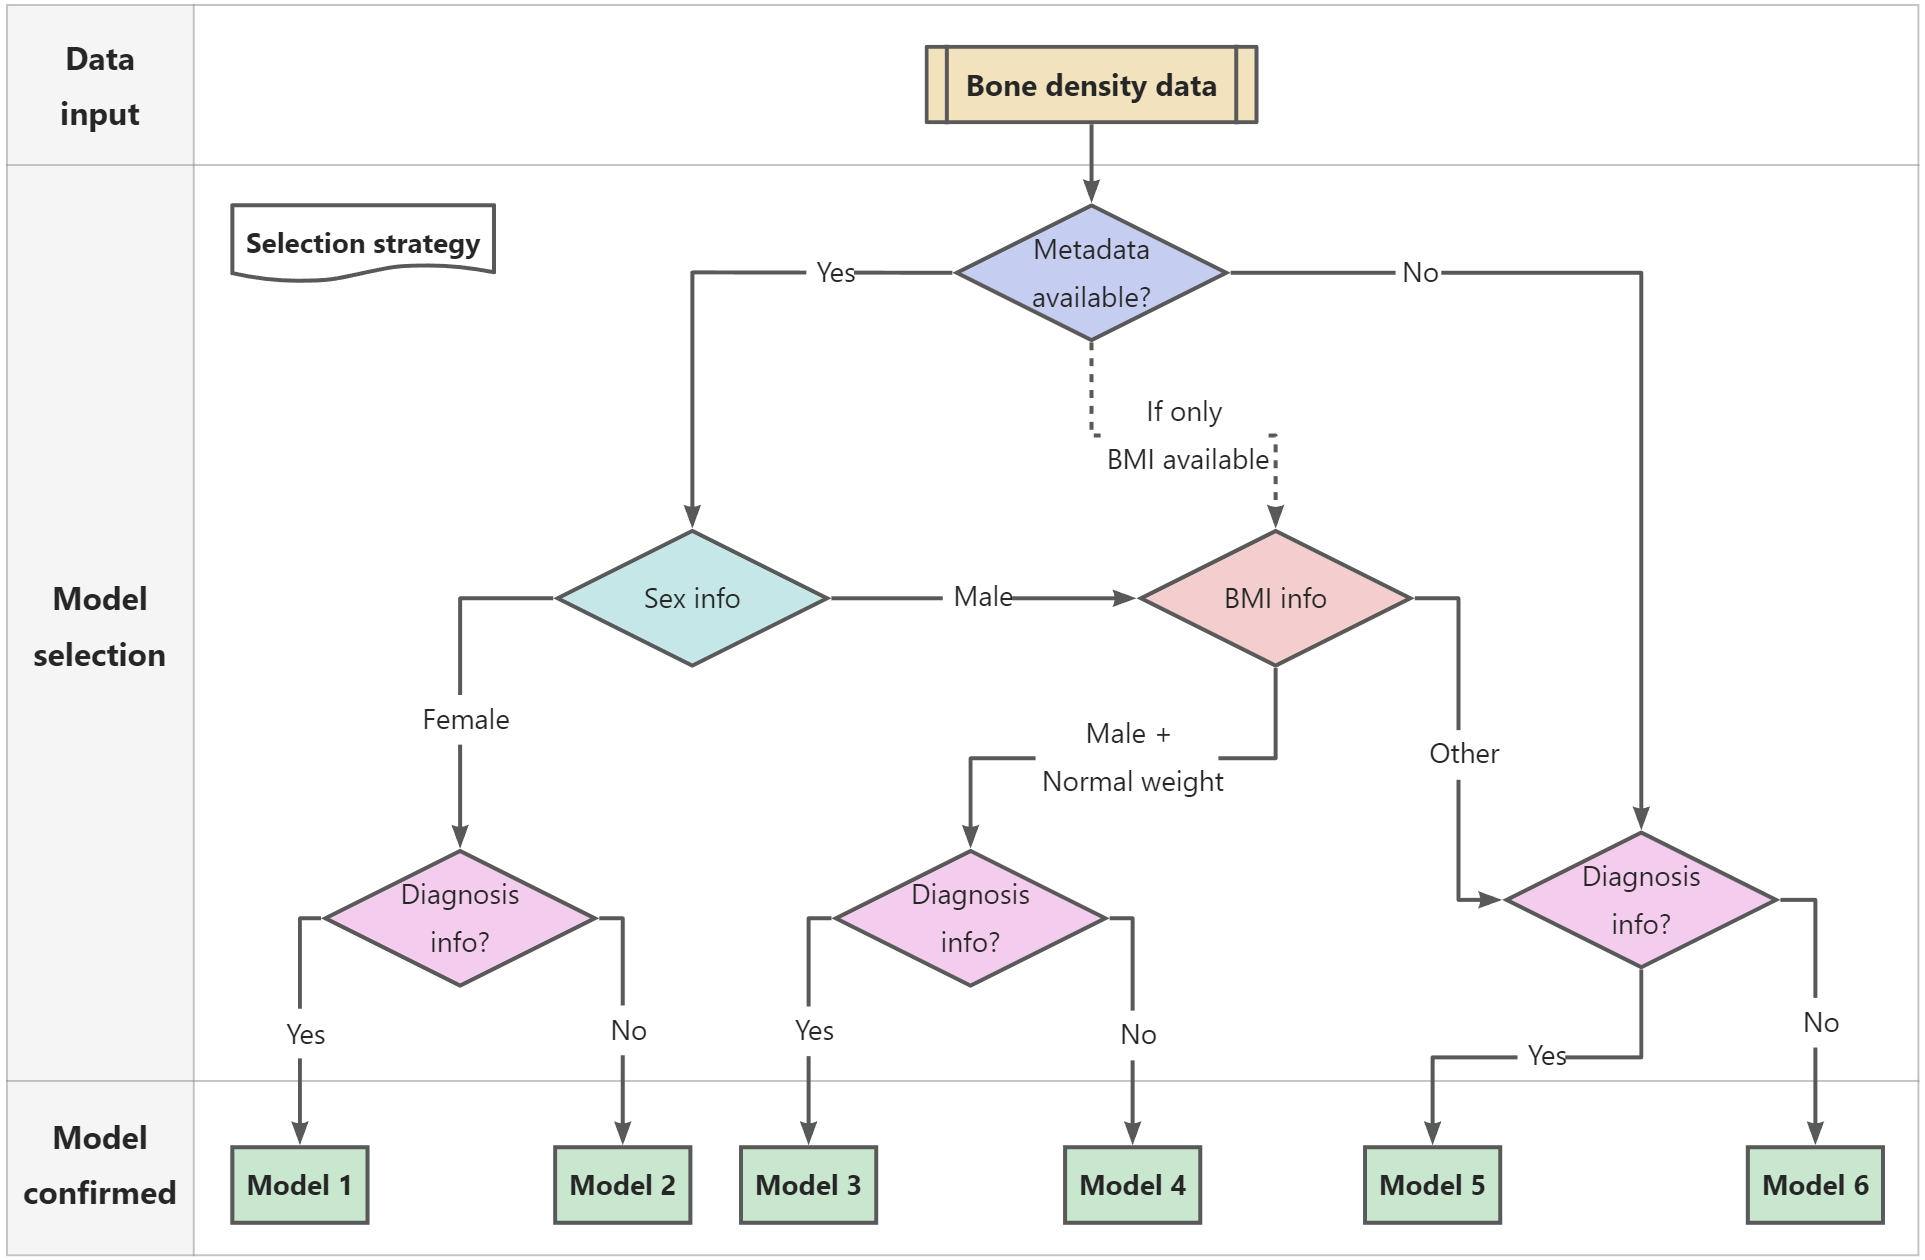 Data
input
Bone density data
Model
selection
Selection strategy
Metadata
available?
Yes
No
If only
BMI available
Sex info
Male
BMI info
Female
Male +
Normal weight
Other
Diagnosis
info?
Diagnosis
info?
Diagnosis
info?
Yes
No
Yes
No
Yes
No
Model
confirmed
Model 1
Model 2
Model 3
Model 4
Model 5
Model 6